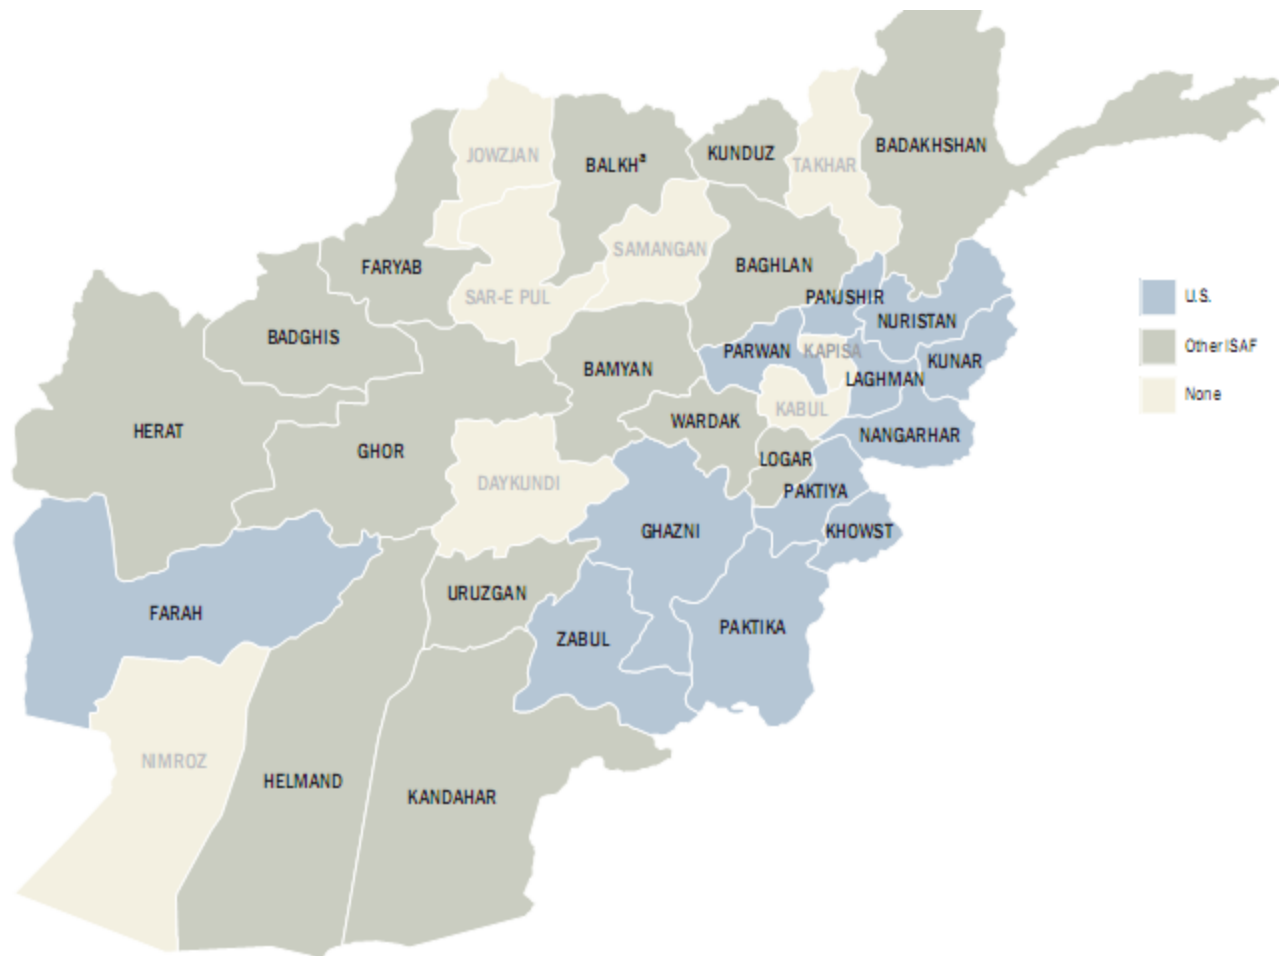 JOWZJAN
BALKHª
KUNDUZ
TAKHAR
BADAKHSHAN
FARYAB
SAR-E PUL
SAMANGAN
BAGHLAN
PANJSHIR
NURISTAN
BADGHIS
BAMYAN
PARWAN
KAPISA
LAGHMAN
KUNAR
HERAT
GHOR
WARDAK
KABUL
NANGARHAR
DAYKUNDI
LOGAR
PAKTIYA
GHAZNI
KHOWST
FARAH
URUZGAN
ZABUL
PAKTIKA
NIMROZ
HELMAND
KANDAHAR
U.S.
Other ISAF
None